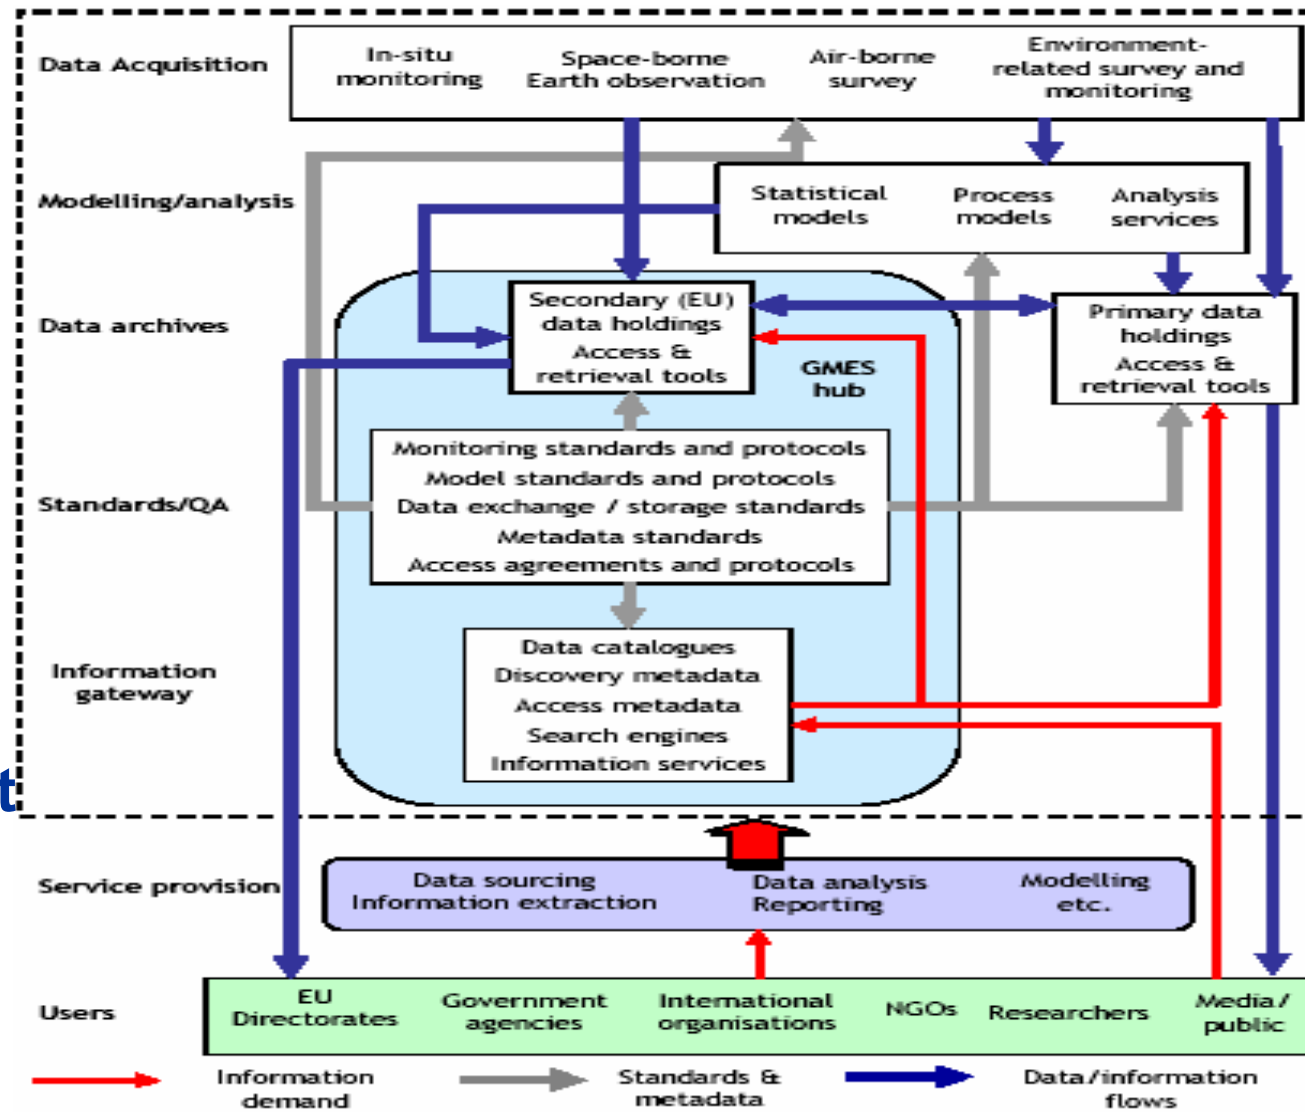 Data Acquisition
In-situ
monitoring
Space-borne
Earth observation
Air-borne
survey
Environment-
related survey and
monitoring
Modelling/analysis
Statistical
models
Process
models
Analysis
services
Data archives
Secondary (EU)
data holdings
Access &
retrieval tools
GMES
hub
Primary data
holdings
Access &
retrieval tools
Standards/QA
Monitoring standards and protocols
Model standards and protocols
Data exchange / storage standards
Metadata standards
Access agreements and protocols
Information
gateway
Data catalogues
Discovery metadata
Access metadata
Search engines
Information services
t
Service provision
Data sourcing
Information extraction
Data analysis
Reporting
Modelling
etc.
Users
EU
Directorates
Government
agencies
International
organisations
NGOs
Researchers
Media/
public
Information
demand
Standards &
metadata
Data/information
flows